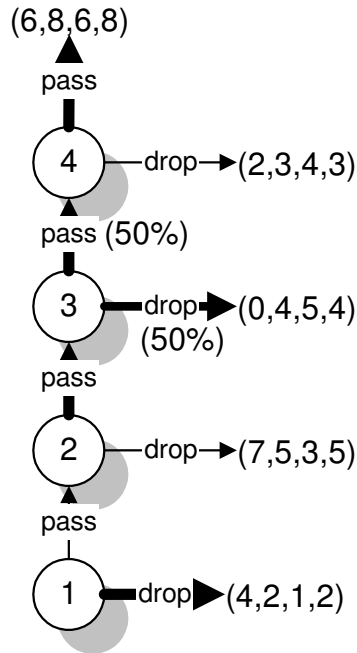 (6,8,6,8)
pass
4 drop (2,3,4,3)
pass (50%)
3 drop (0,4,5,4)
(50%)
pass
2 drop (7,5,3,5)
pass
1 drop (4,2,1,2)